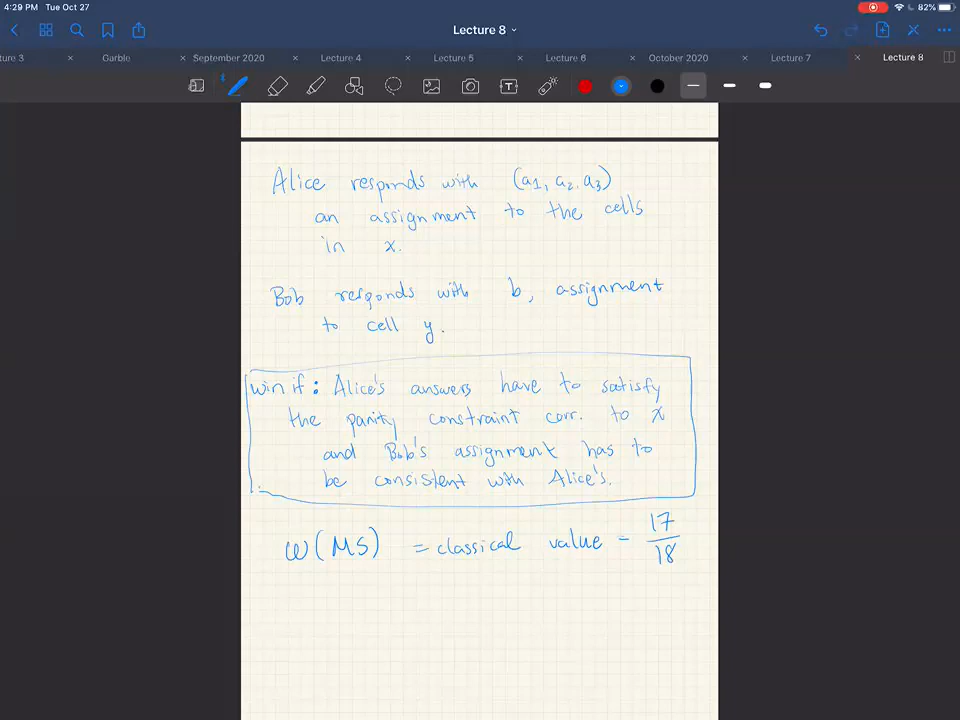 4:29 PM Tue Oct 27
82%
Lecture 8
ure 3
Garble
September 2020
Lecture 4
Lecture 5
Lecture 6
October 2020
Lecture 7
Lecture 8
T
Alice responds with (a1, a2, a3)
an assignment to the cells
in x.
Bob responds with b, assignment
to cell y.
win if: Alice's answers have to satisfy
the parity constraint corr. to x
and Bob's assignment has to
be consistent with Alice's.
ω(MS) = classical value = 17/18